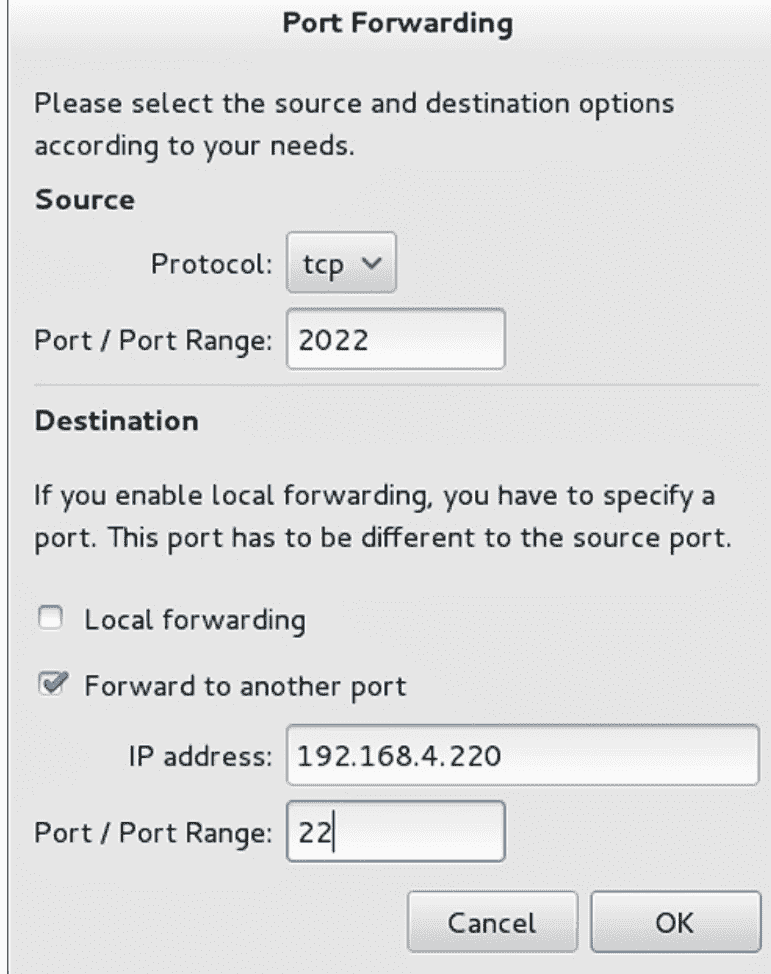 Port Forwarding
Please select the source and destination options
according to your needs.
Source
Protocol: tcp
Port / Port Range: 2022
Destination
If you enable local forwarding, you have to specify a
port. This port has to be different to the source port.
Local forwarding
Forward to another port
IP address: 192.168.4.220
Port / Port Range: 22
Cancel OK